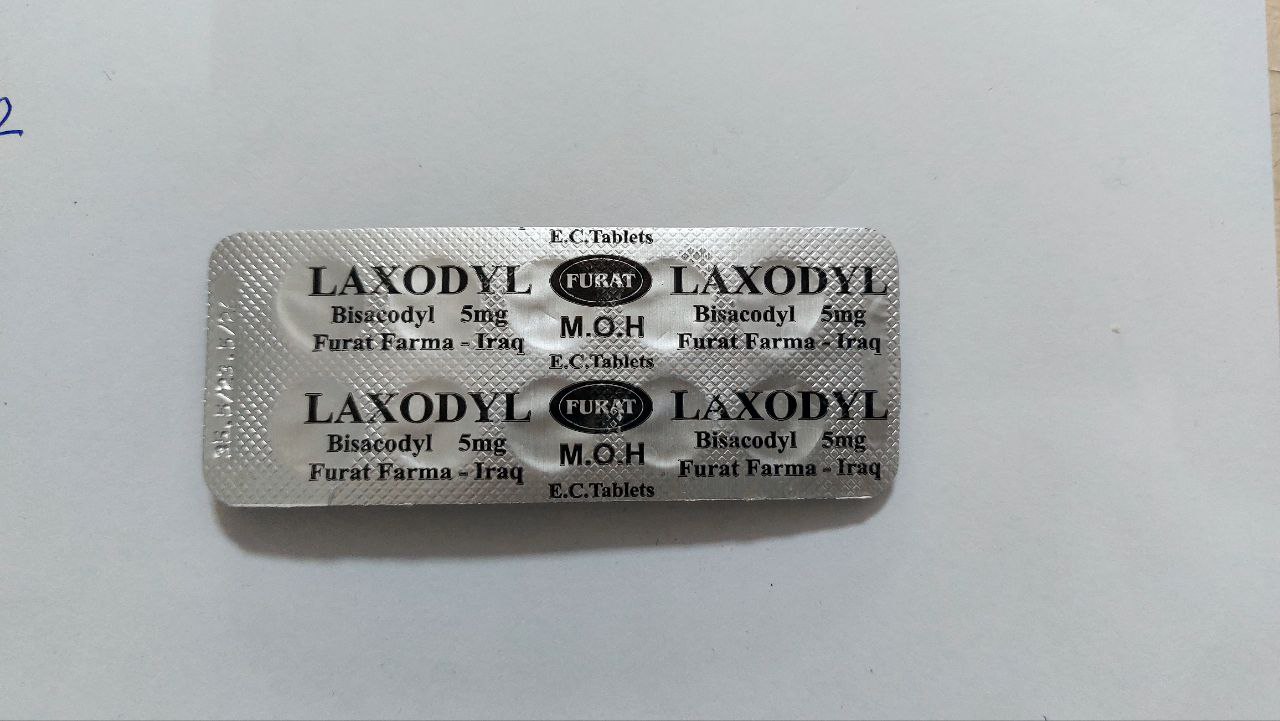 2
E.C.Tablets
LAXODYL FURAT LAXODYL
Bisacodyl 5mg M.O.H Bisacodyl 5mg
Furat Farma - Iraq Furat Farma - Iraq
E.C.Tablets
LAXODYL FURAT LAXODYL
Bisacodyl 5mg M.O.H Bisacodyl 5mg
Furat Farma - Iraq Furat Farma - Iraq
E.C.Tablets